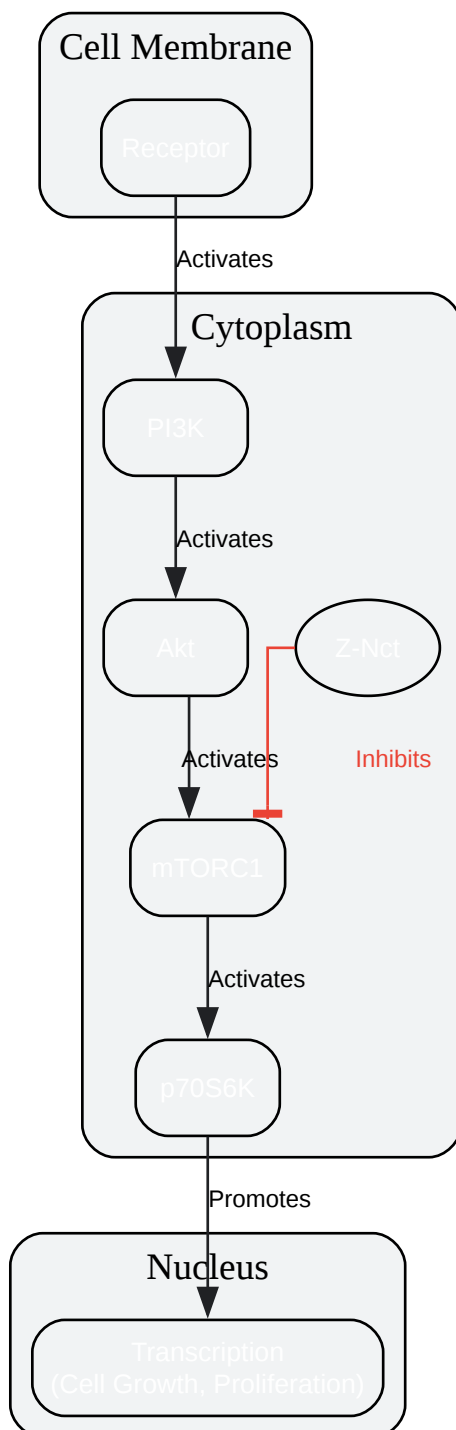 Cell Membrane
Receptor
Activates
Cytoplasm
PI3K
Activates
Akt
Z-Nct
Activates
Inhibits
mTORC1
Activates
p70S6K
Promotes
Nucleus
Transcription
(Cell Growth, Proliferation)